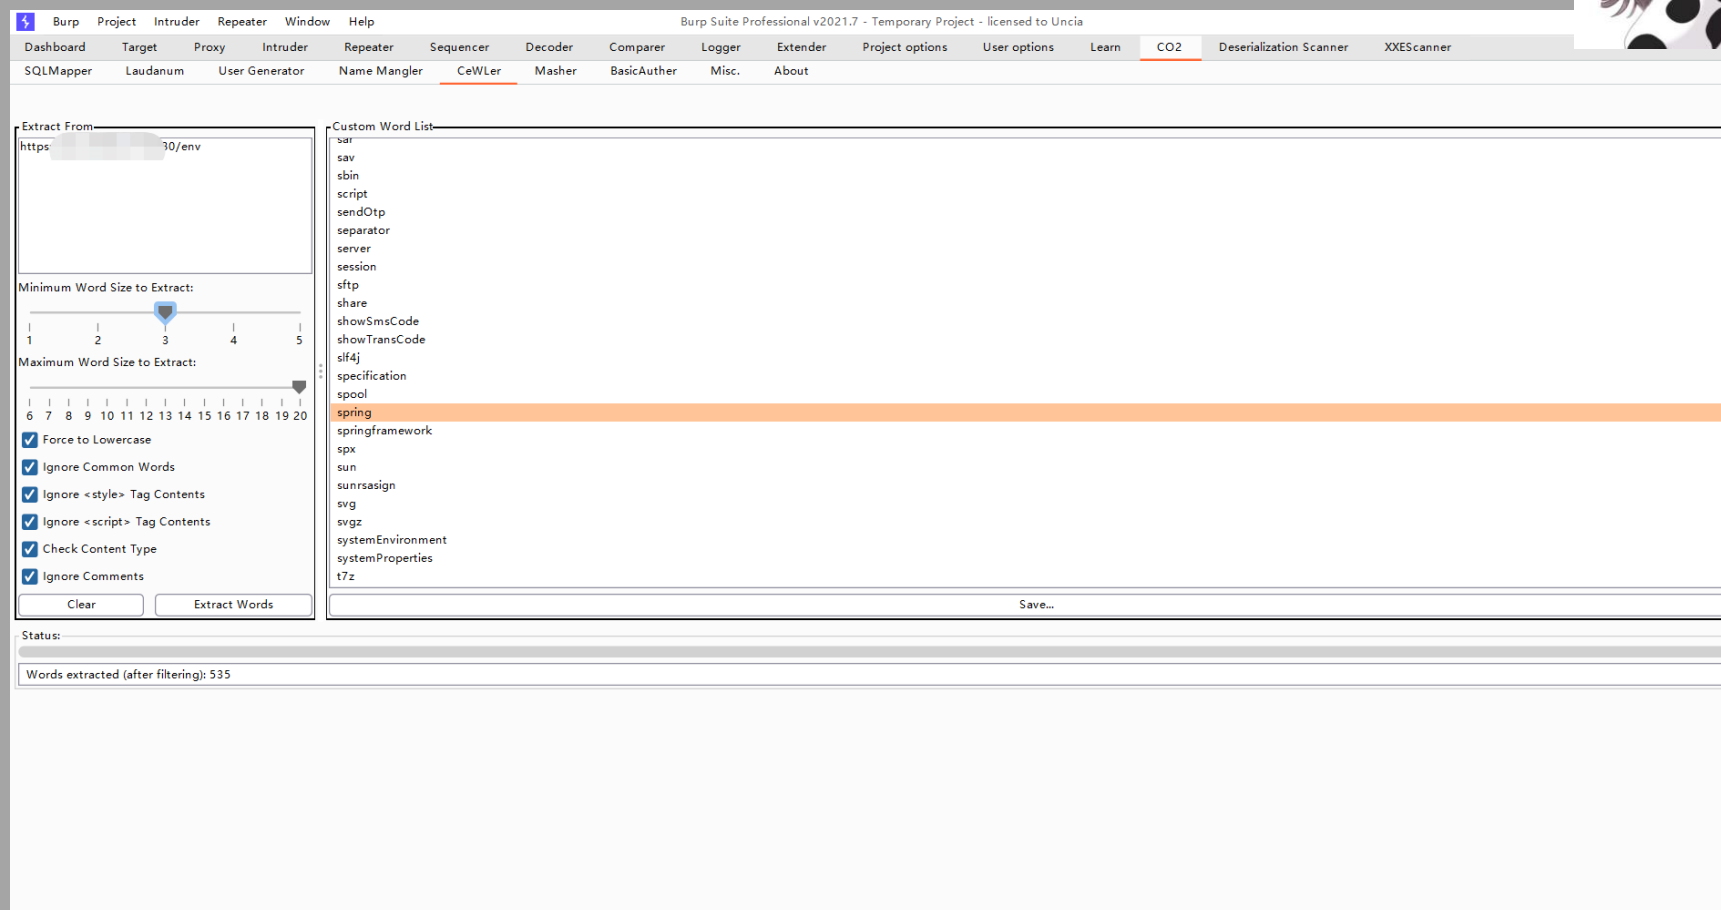 Burp Project Intruder Repeater Window Help Burp Suite Professional v2021.7 - Temporary Project - licensed to Uncia
Dashboard Target Proxy Intruder Repeater Sequencer Decoder Comparer Logger Extender Project options User options Learn CO2 Deserialization Scanner XXEScanner
SQLMapper Laudanum User Generator Name Mangler CeWLer Masher BasicAuther Misc. About
Extract From
https 30/env
Minimum Word Size to Extract:
1 2 3 4 5
Maximum Word Size to Extract:
6 7 8 9 10 11 12 13 14 15 16 17 18 19 20
Force to Lowercase
Ignore Common Words
Ignore <style> Tag Contents
Ignore <script> Tag Contents
Check Content Type
Ignore Comments
Clear Extract Words
Custom Word List
sar
sav
sbin
script
sendOtp
separator
server
session
sftp
share
showSmsCode
showTransCode
slf4j
specification
spool
spring
springframework
spx
sun
sunrsasign
svg
svgz
systemEnvironment
systemProperties
t7z
Save...
Status:
Words extracted (after filtering): 535